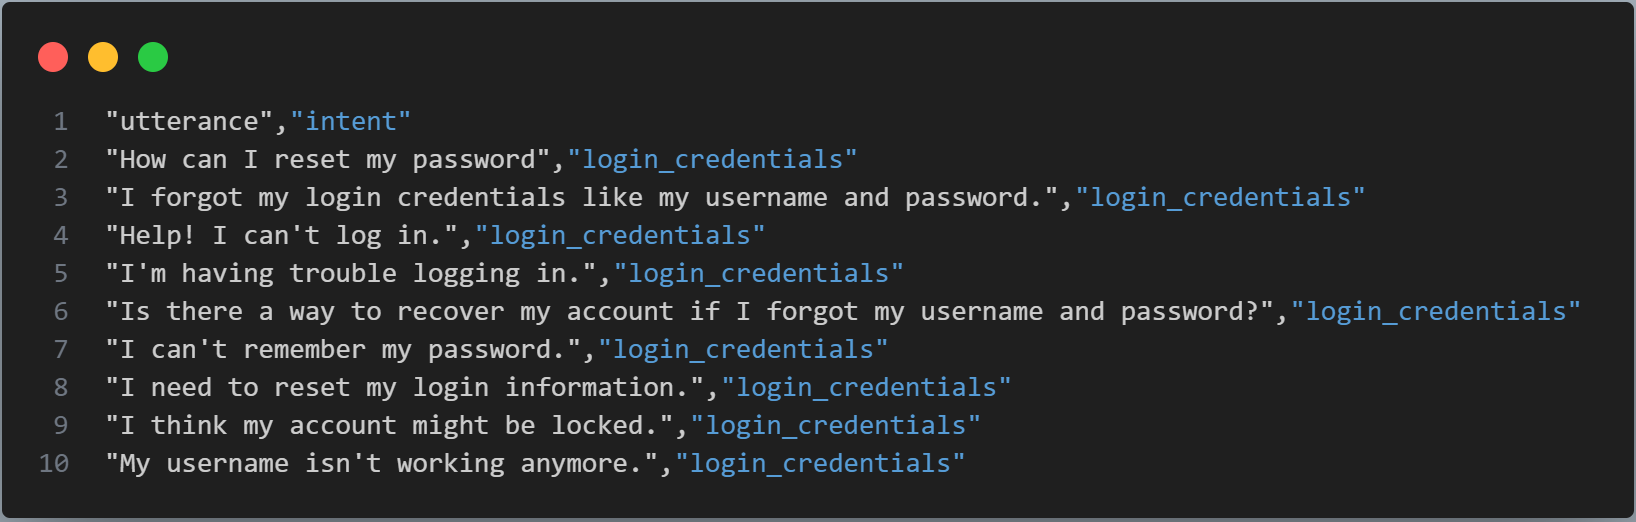 1 "utterance","intent"
2 "How can I reset my password","login_credentials"
3 "I forgot my login credentials like my username and password.","login_credentials"
4 "Help! I can't log in.","login_credentials"
5 "I'm having trouble logging in.","login_credentials"
6 "Is there a way to recover my account if I forgot my username and password?","login_credentials"
7 "I can't remember my password.","login_credentials"
8 "I need to reset my login information.","login_credentials"
9 "I think my account might be locked.","login_credentials"
10 "My username isn't working anymore.","login_credentials"